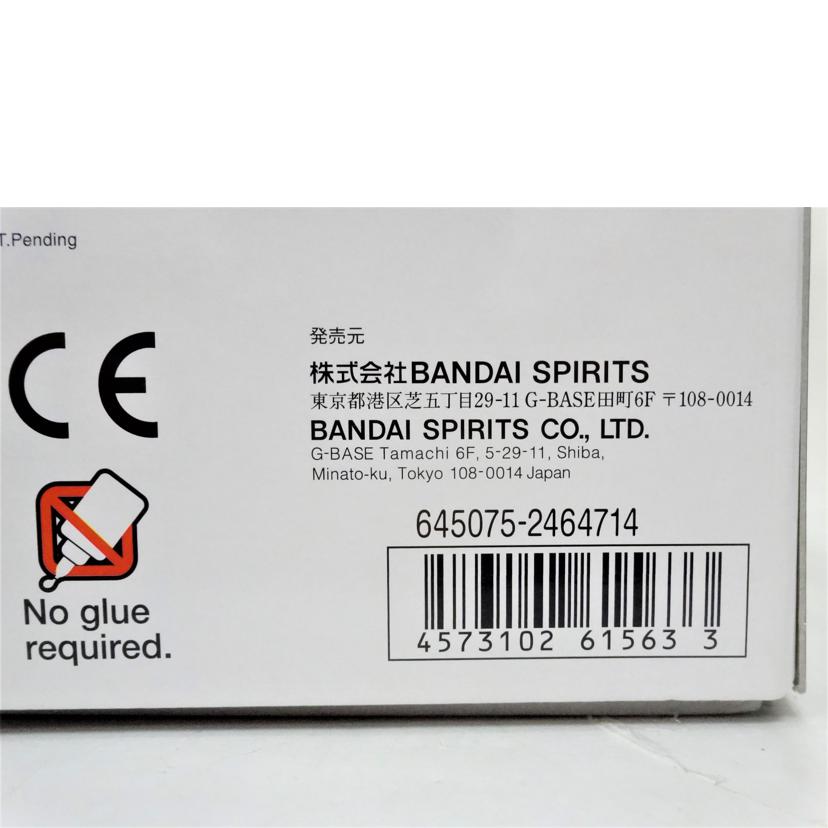 T.Pending
CE
発売元
株式会社BANDAI SPIRITS
東京都港区芝五丁目29-11 G-BASE田町6F 〒108-0014
BANDAI SPIRITS CO., LTD.
G-BASE Tamachi 6F, 5-29-11, Shiba,
Minato-ku, Tokyo 108-0014 Japan
645075-2464714
4573102 61563 3
No glue
required.